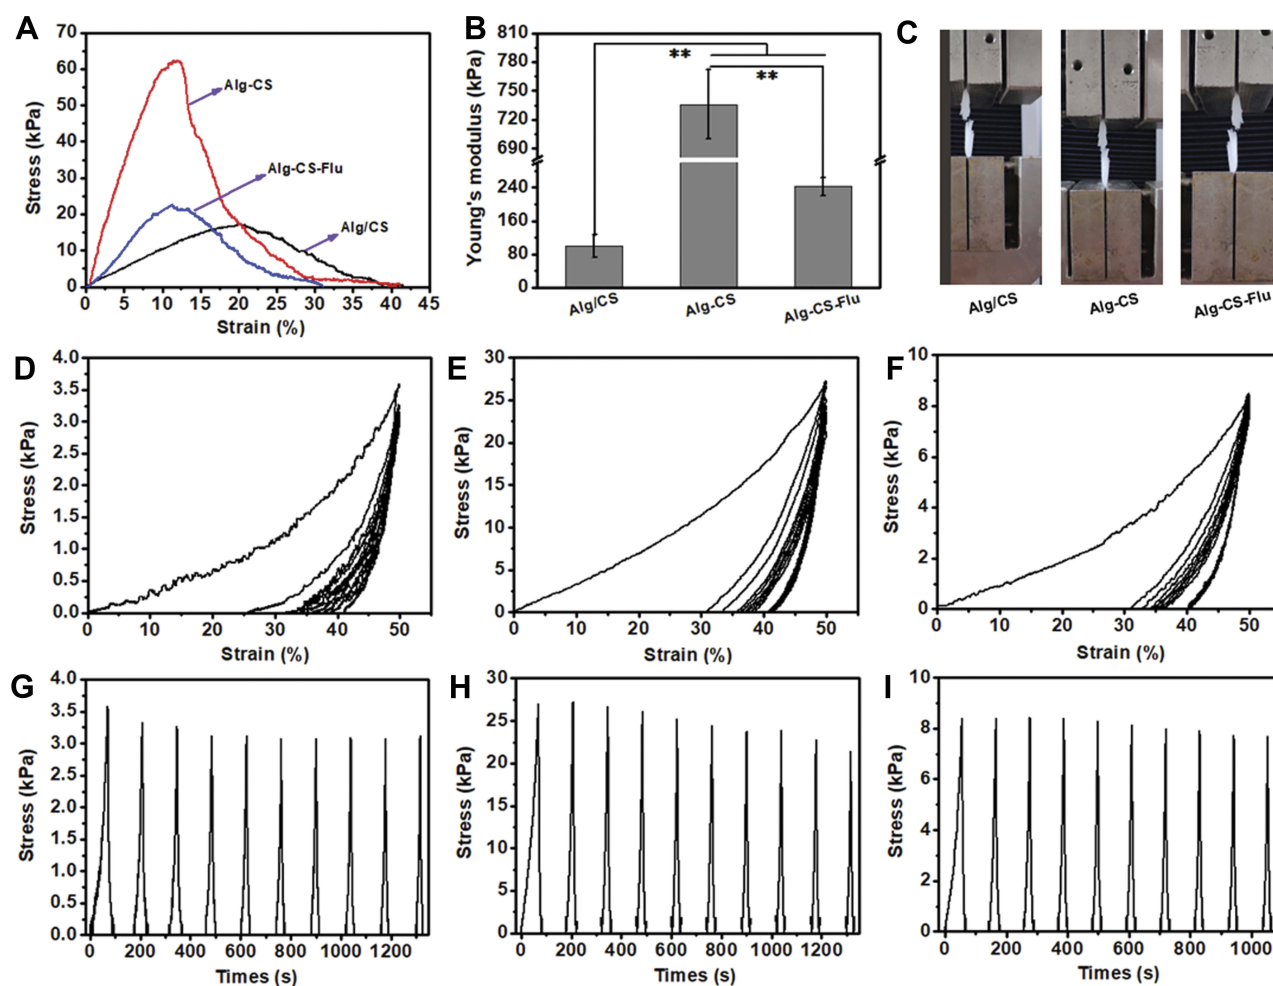 A
Stress (kPa)
70
60
50
40
30
20
10
0
Alg-CS
Alg-CS-Flu
Alg/CS
0 5 10 15 20 25 30 35 40 45
Strain (%)
B
Young's modulus (kPa)
810
780
750
720
690
240
160
80
0
**
**
Alg/CS Alg-CS Alg-CS-Flu
C
Alg/CS Alg-CS Alg-CS-Flu
D
Stress (kPa)
4.0
3.5
3.0
2.5
2.0
1.5
1.0
0.5
0.0
0 10 20 30 40 50
Strain (%)
E
Stress (kPa)
30
25
20
15
10
5
0
0 10 20 30 40 50
Strain (%)
F
Stress (kPa)
10
8
6
4
2
0
0 10 20 30 40 50
Strain (%)
G
Stress (kPa)
4.0
3.5
3.0
2.5
2.0
1.5
1.0
0.5
0.0
0 200 400 600 800 1000 1200
Times (s)
H
Stress (kPa)
30
25
20
15
10
5
0
0 200 400 600 800 1000 1200
Times (s)
I
Stress (kPa)
10
8
6
4
2
0
0 200 400 600 800 1000
Times (s)